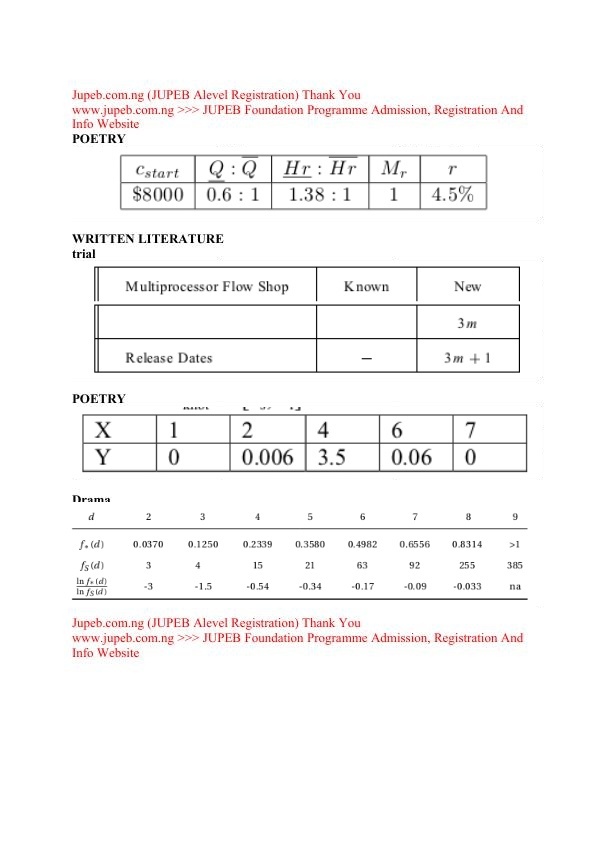 Jupeb.com.ng (JUPEB Alevel Registration) Thank You
www.jupeb.com.ng >>> JUPEB Foundation Programme Admission, Registration And
Info Website
POETRY
c_start Q : Q̅ Hr : H̅r̅ M_r r
$8000 0.6 : 1 1.38 : 1 1 4.5%
WRITTEN LITERATURE
trial
Multiprocessor Flow Shop Known New
3m
Release Dates – 3m + 1
POETRY
X 1 2 4 6 7
Y 0 0.006 3.5 0.06 0
Drama
d 2 3 4 5 6 7 8 9
f_*(d) 0.0370 0.1250 0.2339 0.3580 0.4982 0.6556 0.8314 >1
f_S(d) 3 4 15 21 63 92 255 385
ln f_*(d) / ln f_S(d) -3 -1.5 -0.54 -0.34 -0.17 -0.09 -0.033 na
Jupeb.com.ng (JUPEB Alevel Registration) Thank You
www.jupeb.com.ng >>> JUPEB Foundation Programme Admission, Registration And
Info Website